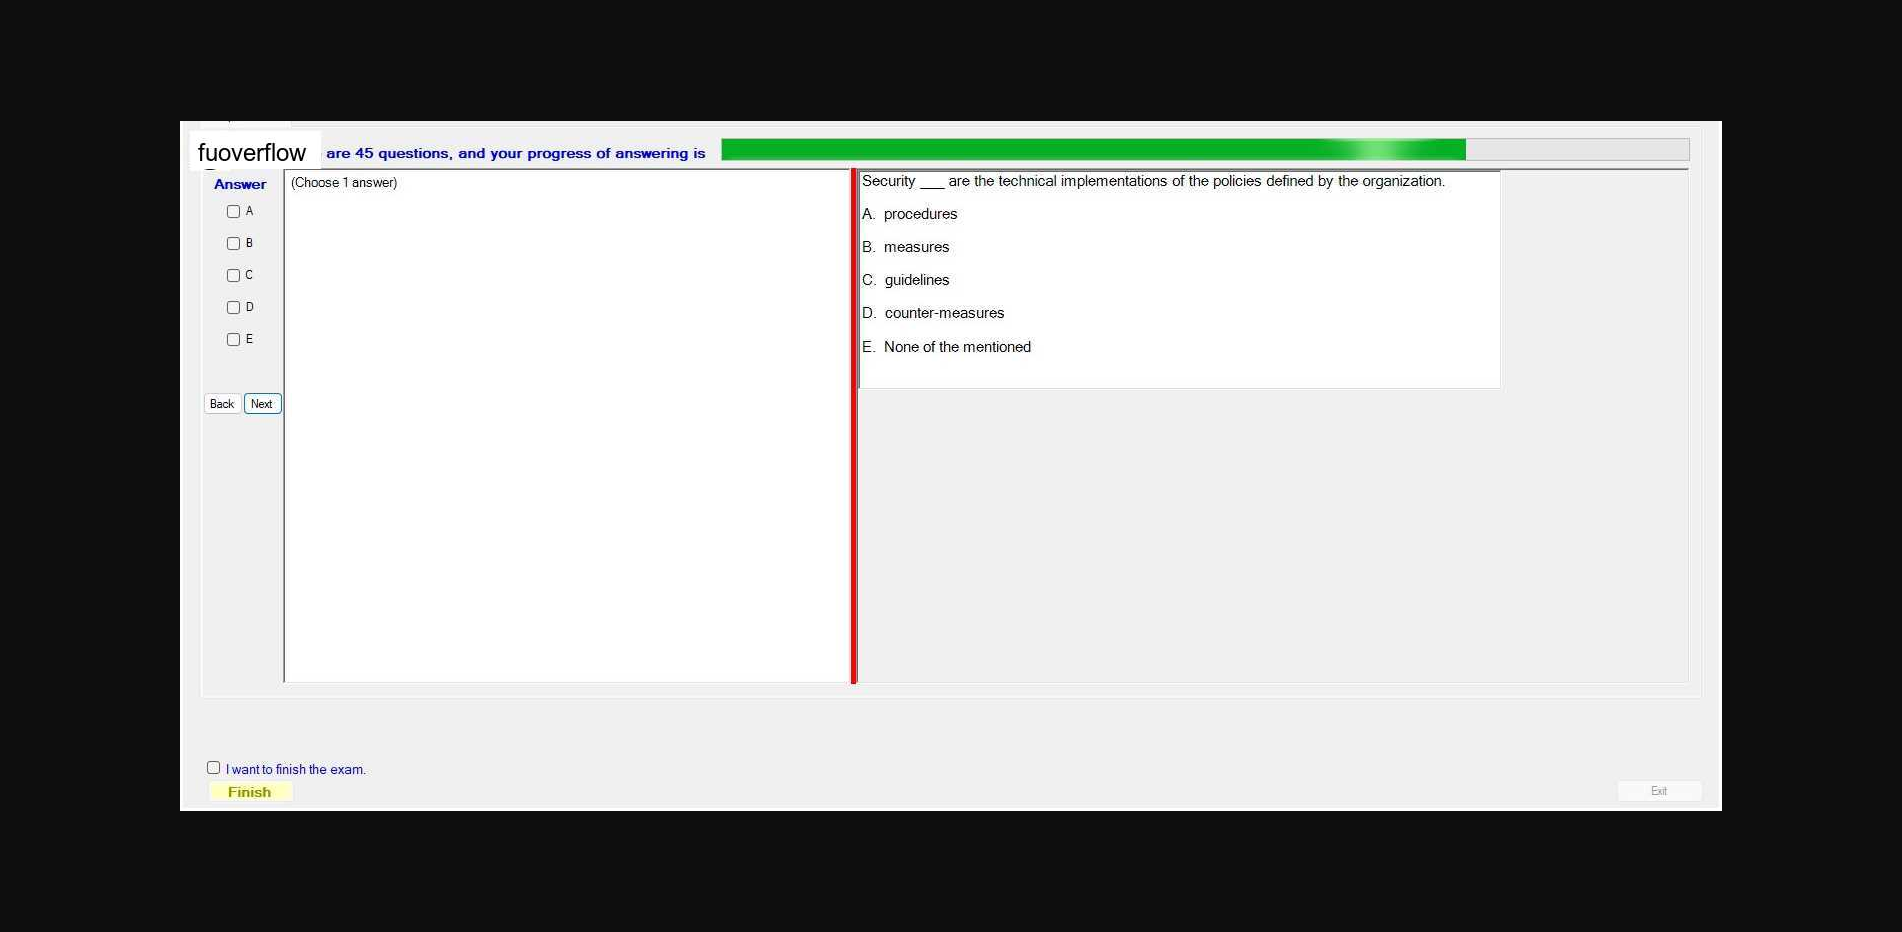 fuoverflow are 45 questions, and your progress of answering is
Answer
(Choose 1 answer)
A
B
C
D
E
Back Next
Security ___ are the technical implementations of the policies defined by the organization.
A. procedures
B. measures
C. guidelines
D. counter-measures
E. None of the mentioned
I want to finish the exam.
Finish
Exit